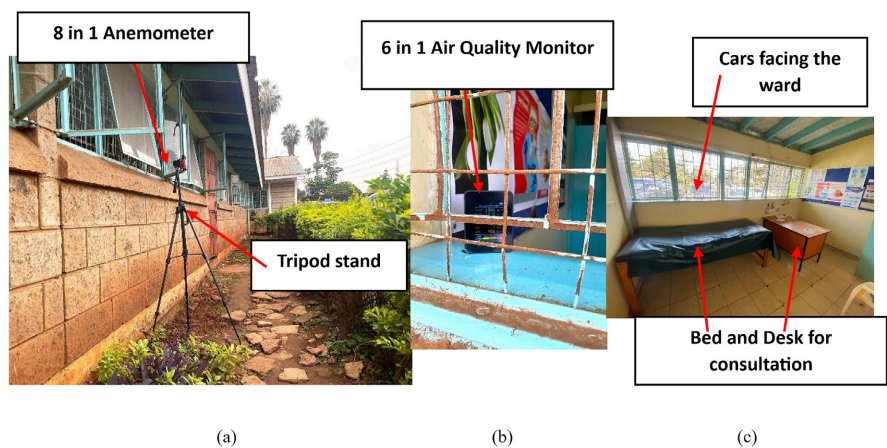 8 in 1 Anemometer
6 in 1 Air Quality Monitor
Cars facing the
ward
Tripod stand
Bed and Desk for
consultation
(a)
(b)
(c)